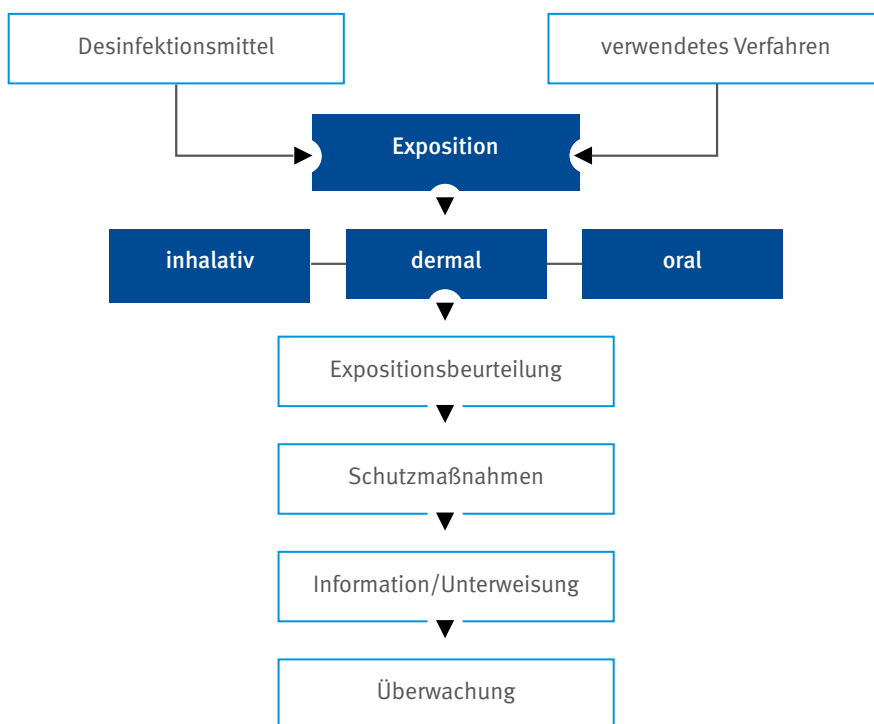 Desinfektionsmittel
verwendetes Verfahren
Exposition
inhalativ
dermal
oral
Expositionsbeurteilung
Schutzmaßnahmen
Information/Unterweisung
Überwachung